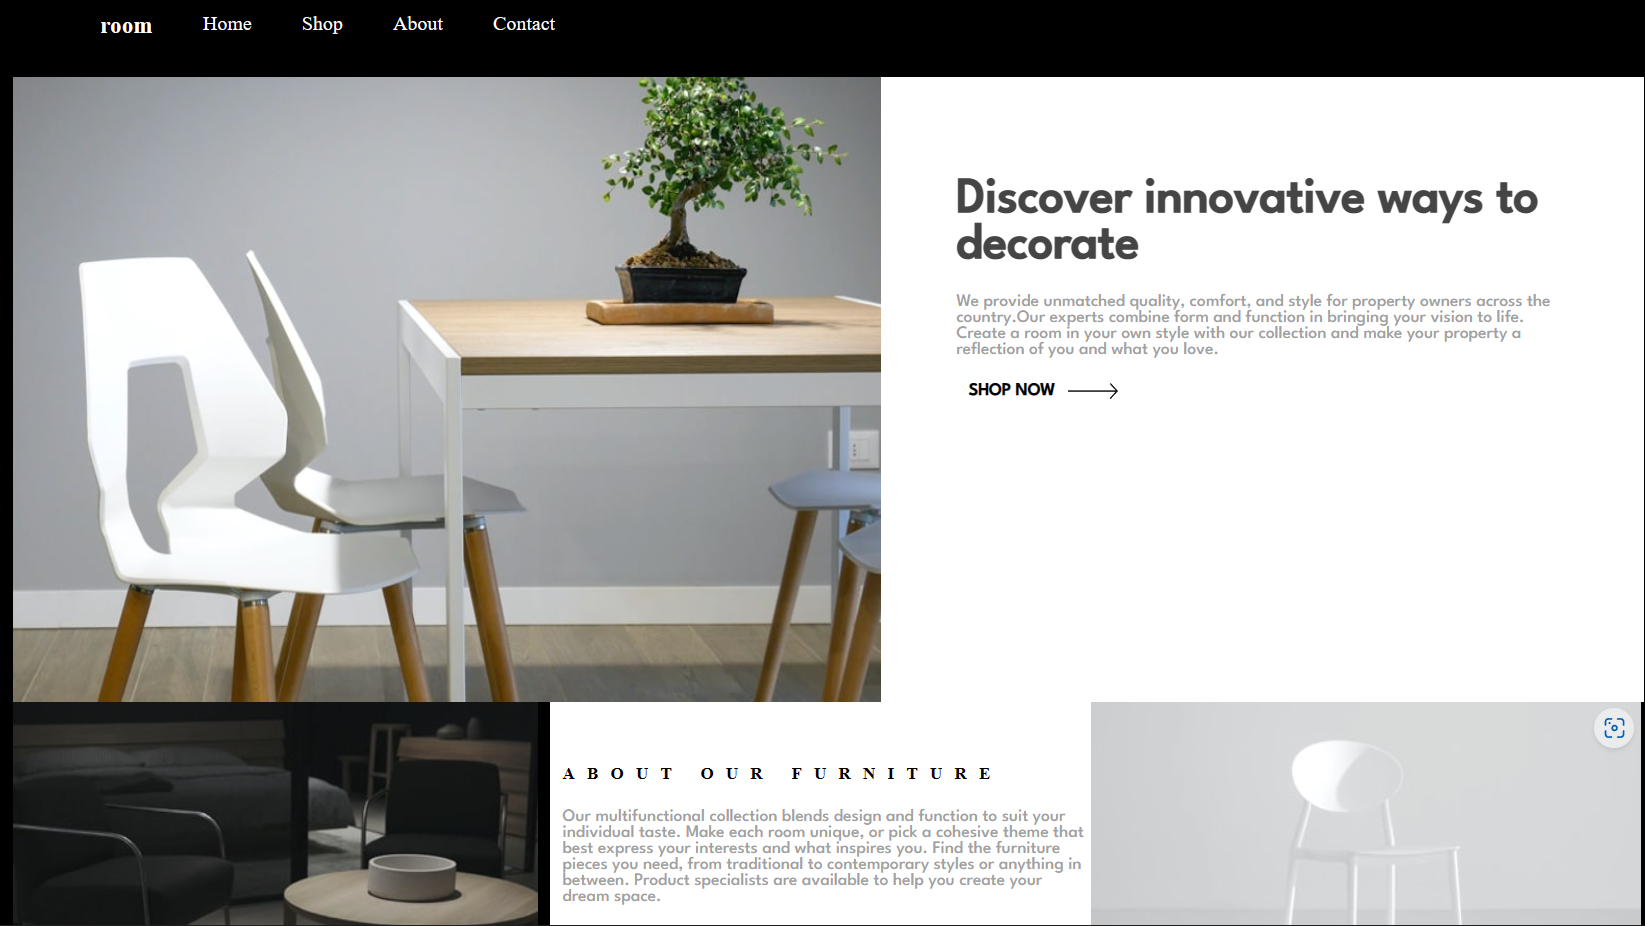 room Home Shop About Contact
Discover innovative ways to
decorate
We provide unmatched quality, comfort, and style for property owners across the
country.Our experts combine form and function in bringing your vision to life.
Create a room in your own style with our collection and make your property a
reflection of you and what you love.
SHOP NOW
ABOUT OUR FURNITURE
Our multifunctional collection blends design and function to suit your
individual taste. Make each room unique, or pick a cohesive theme that
best express your interests and what inspires you. Find the furniture
pieces you need, from traditional to contemporary styles or anything in
between. Product specialists are available to help you create your
dream space.